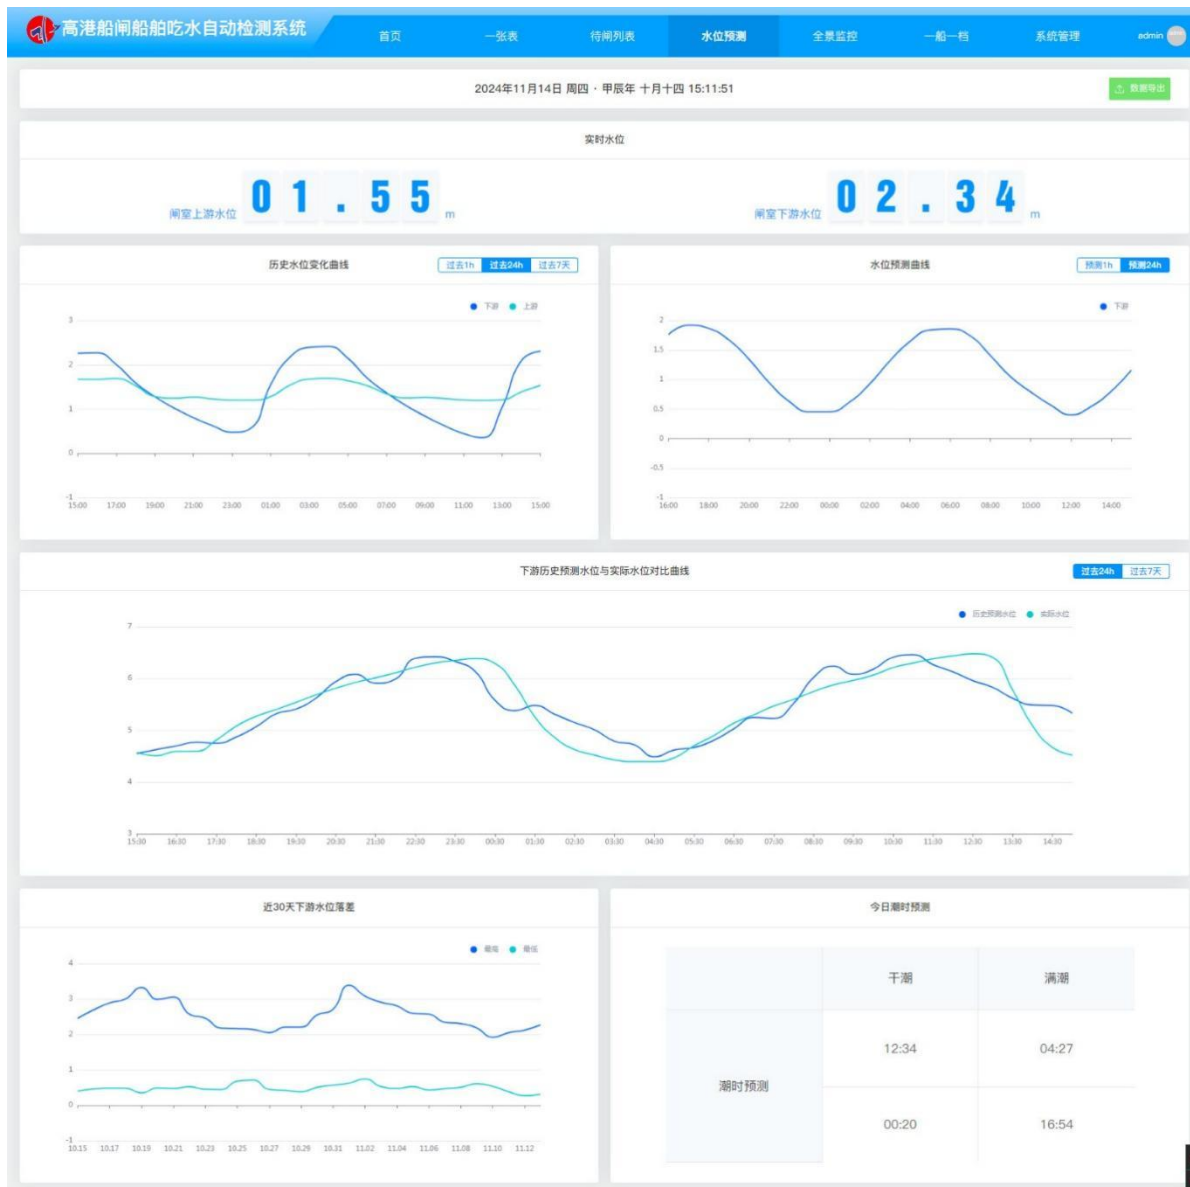 高港船闸船舶吃水自动检测系统 首页 一张表 待闸列表 水位预测 全景监控 一船一档 系统管理 admin
2024年11月14日 周四 · 甲辰年 十月十四 15:11:51 数据导出
实时水位
闸室上游水位 01.55 m 闸室下游水位 02.34 m
历史水位变化曲线 过去1h 过去24h 过去7天
下游 上游
3
2
1
0
-1
15:00 17:00 19:00 21:00 23:00 01:00 03:00 05:00 07:00 09:00 11:00 13:00 15:00
水位预测曲线 预测1h 预测24h
下游
2
1.5
1
0.5
0
-0.5
-1
16:00 18:00 20:00 22:00 00:00 02:00 04:00 06:00 08:00 10:00 12:00 14:00
下游历史预测水位与实际水位对比曲线 过去24h 过去7天
历史预测水位 实际水位
7
6
5
4
3
15:30 16:30 17:30 18:30 19:30 20:30 21:30 22:30 23:30 00:30 01:30 02:30 03:30 04:30 05:30 06:30 07:30 08:30 09:30 10:30 11:30 12:30 13:30 14:30
近30天下游水位落差
最高 最低
4
3
2
1
0
-1
10.15 10.17 10.19 10.21 10.23 10.25 10.27 10.29 10.31 11.02 11.04 11.06 11.08 11.10 11.12
今日潮时预测
干潮 满潮
潮时预测
12:34 04:27
00:20 16:54